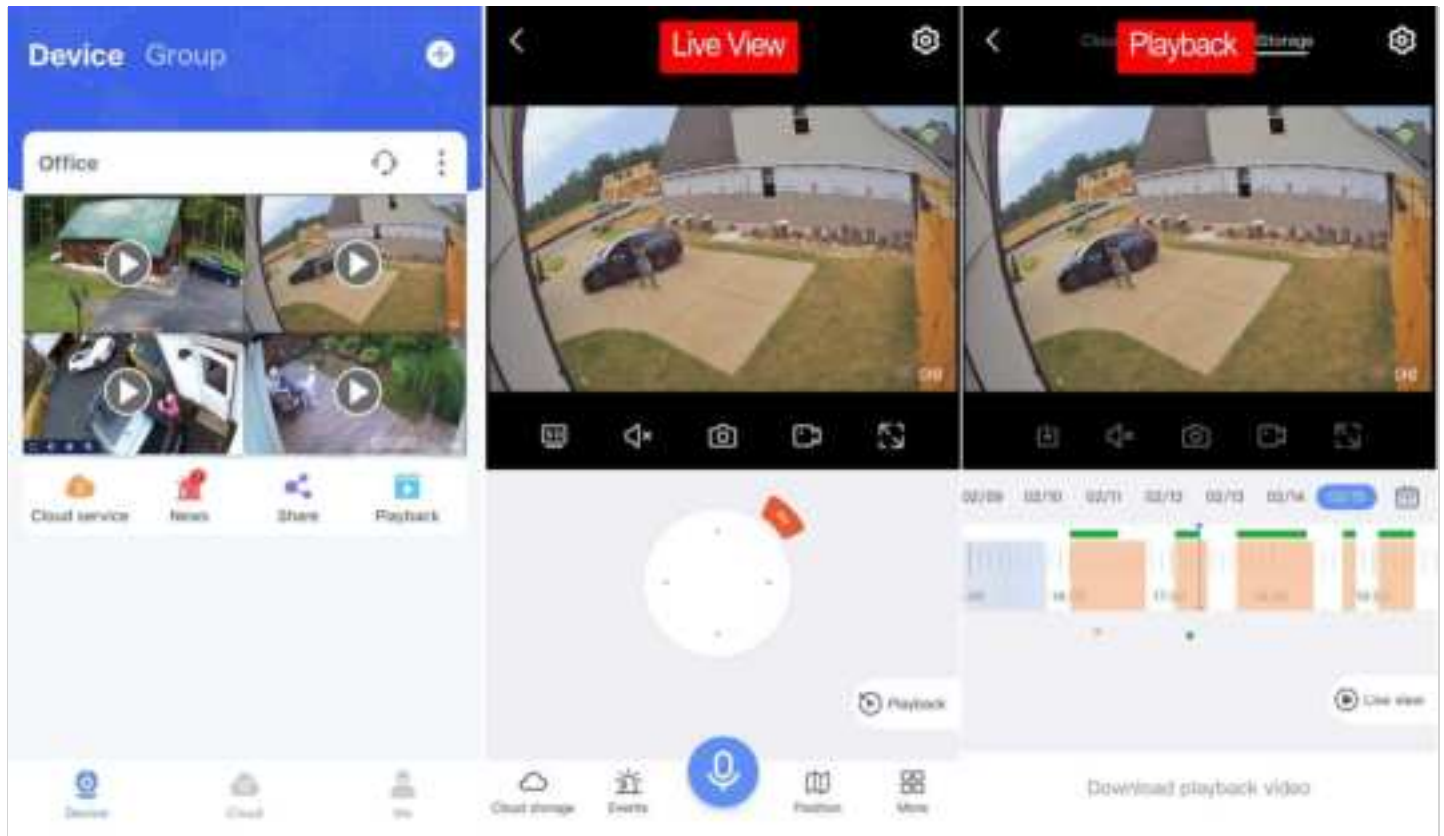 Device Group
Office
Cloud service
News
Share
Playback
Device
Cloud
Me
Live View
Playback
Cloud storage
Events
Position
More
Playback
Storage
02/09 02/10 02/11 02/12 02/13 02/14 02/15
Live view
Download playback video